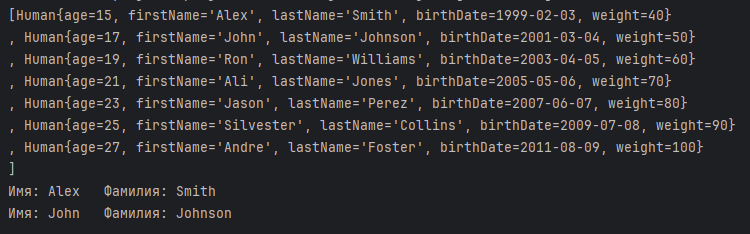 [Human{age=15, firstName='Alex', lastName='Smith', birthDate=1999-02-03, weight=40}
, Human{age=17, firstName='John', lastName='Johnson', birthDate=2001-03-04, weight=50}
, Human{age=19, firstName='Ron', lastName='Williams', birthDate=2003-04-05, weight=60}
, Human{age=21, firstName='Ali', lastName='Jones', birthDate=2005-05-06, weight=70}
, Human{age=23, firstName='Jason', lastName='Perez', birthDate=2007-06-07, weight=80}
, Human{age=25, firstName='Silvester', lastName='Collins', birthDate=2009-07-08, weight=90}
, Human{age=27, firstName='Andre', lastName='Foster', birthDate=2011-08-09, weight=100}
]
Имя: Alex   Фамилия: Smith
Имя: John   Фамилия: Johnson